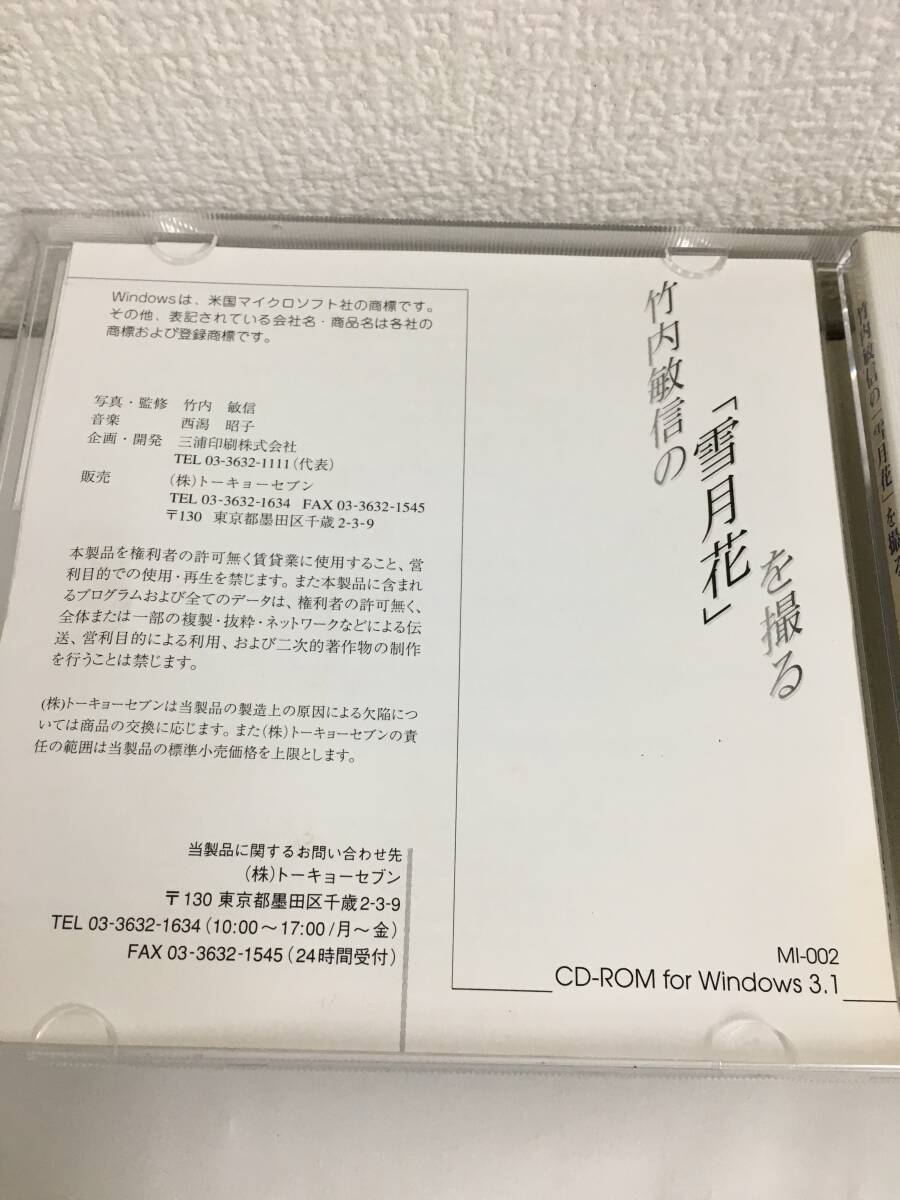 Windowsは、米国マイクロソフト社の商標です。
その他、表記されている会社名・商品名は各社の
商標および登録商標です。
写真・監修　竹内　敏信
音楽　西潟　昭子
企画・開発　三浦印刷株式会社
TEL 03-3632-1111（代表）
販売　（株）トーキョーセブン
TEL 03-3632-1634　FAX 03-3632-1545
〒130　東京都墨田区千歳2-3-9
本製品を権利者の許可無く賃貸業に使用すること、営
利目的での使用・再生を禁じます。また本製品に含まれ
るプログラムおよび全てのデータは、権利者の許可無く、
全体または一部の複製・抜粋・ネットワークなどによる伝
送、営利目的による利用、および二次的著作物の制作
を行うことは禁じます。
（株）トーキョーセブンは当製品の製造上の原因による欠陥につ
いては商品の交換に応じます。また（株）トーキョーセブンの責
任の範囲は当製品の標準小売価格を上限とします。
当製品に関するお問い合わせ先
（株）トーキョーセブン
〒130 東京都墨田区千歳2-3-9
TEL 03-3632-1634（10:00～17:00/月～金）
FAX 03-3632-1545（24時間受付）
竹内敏信の
「雪月花」
を撮る
MI-002
CD-ROM for Windows 3.1
竹内敏信の「雪月花」を撮る